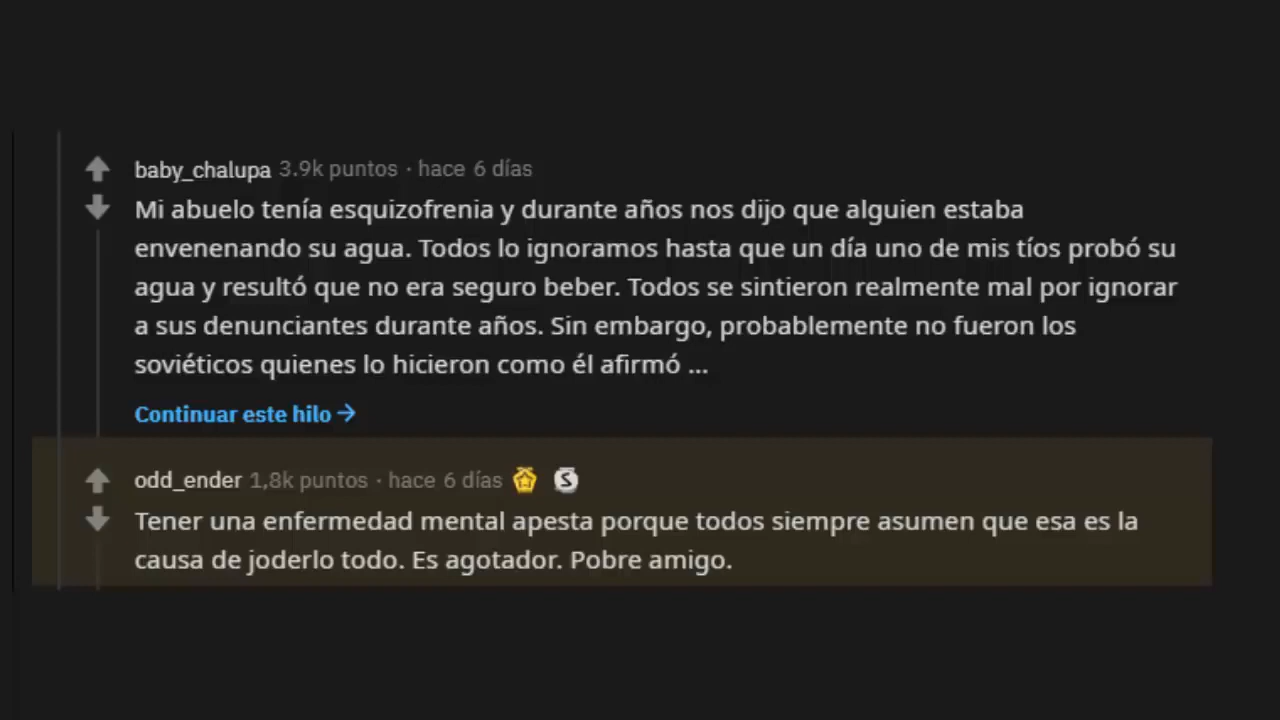 baby_chalupa 3.9k puntos · hace 6 días
Mi abuelo tenía esquizofrenia y durante años nos dijo que alguien estaba
envenenando su agua. Todos lo ignoramos hasta que un día uno de mis tíos probó su
agua y resultó que no era seguro beber. Todos se sintieron realmente mal por ignorar
a sus denunciantes durante años. Sin embargo, probablemente no fueron los
soviéticos quienes lo hicieron como él afirmó ...
Continuar este hilo →
odd_ender 1,8k puntos · hace 6 días S
Tener una enfermedad mental apesta porque todos siempre asumen que esa es la
causa de joderlo todo. Es agotador. Pobre amigo.